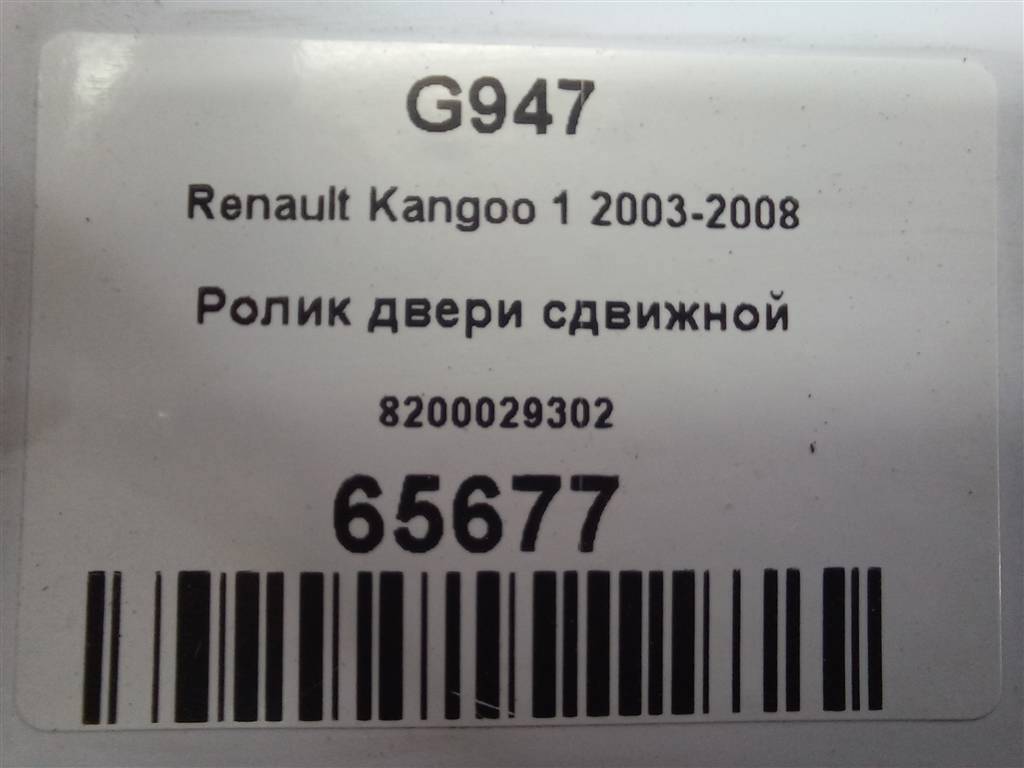 G947
Renault Kangoo 1 2003-2008
Ролик двери сдвижной
8200029302
65677